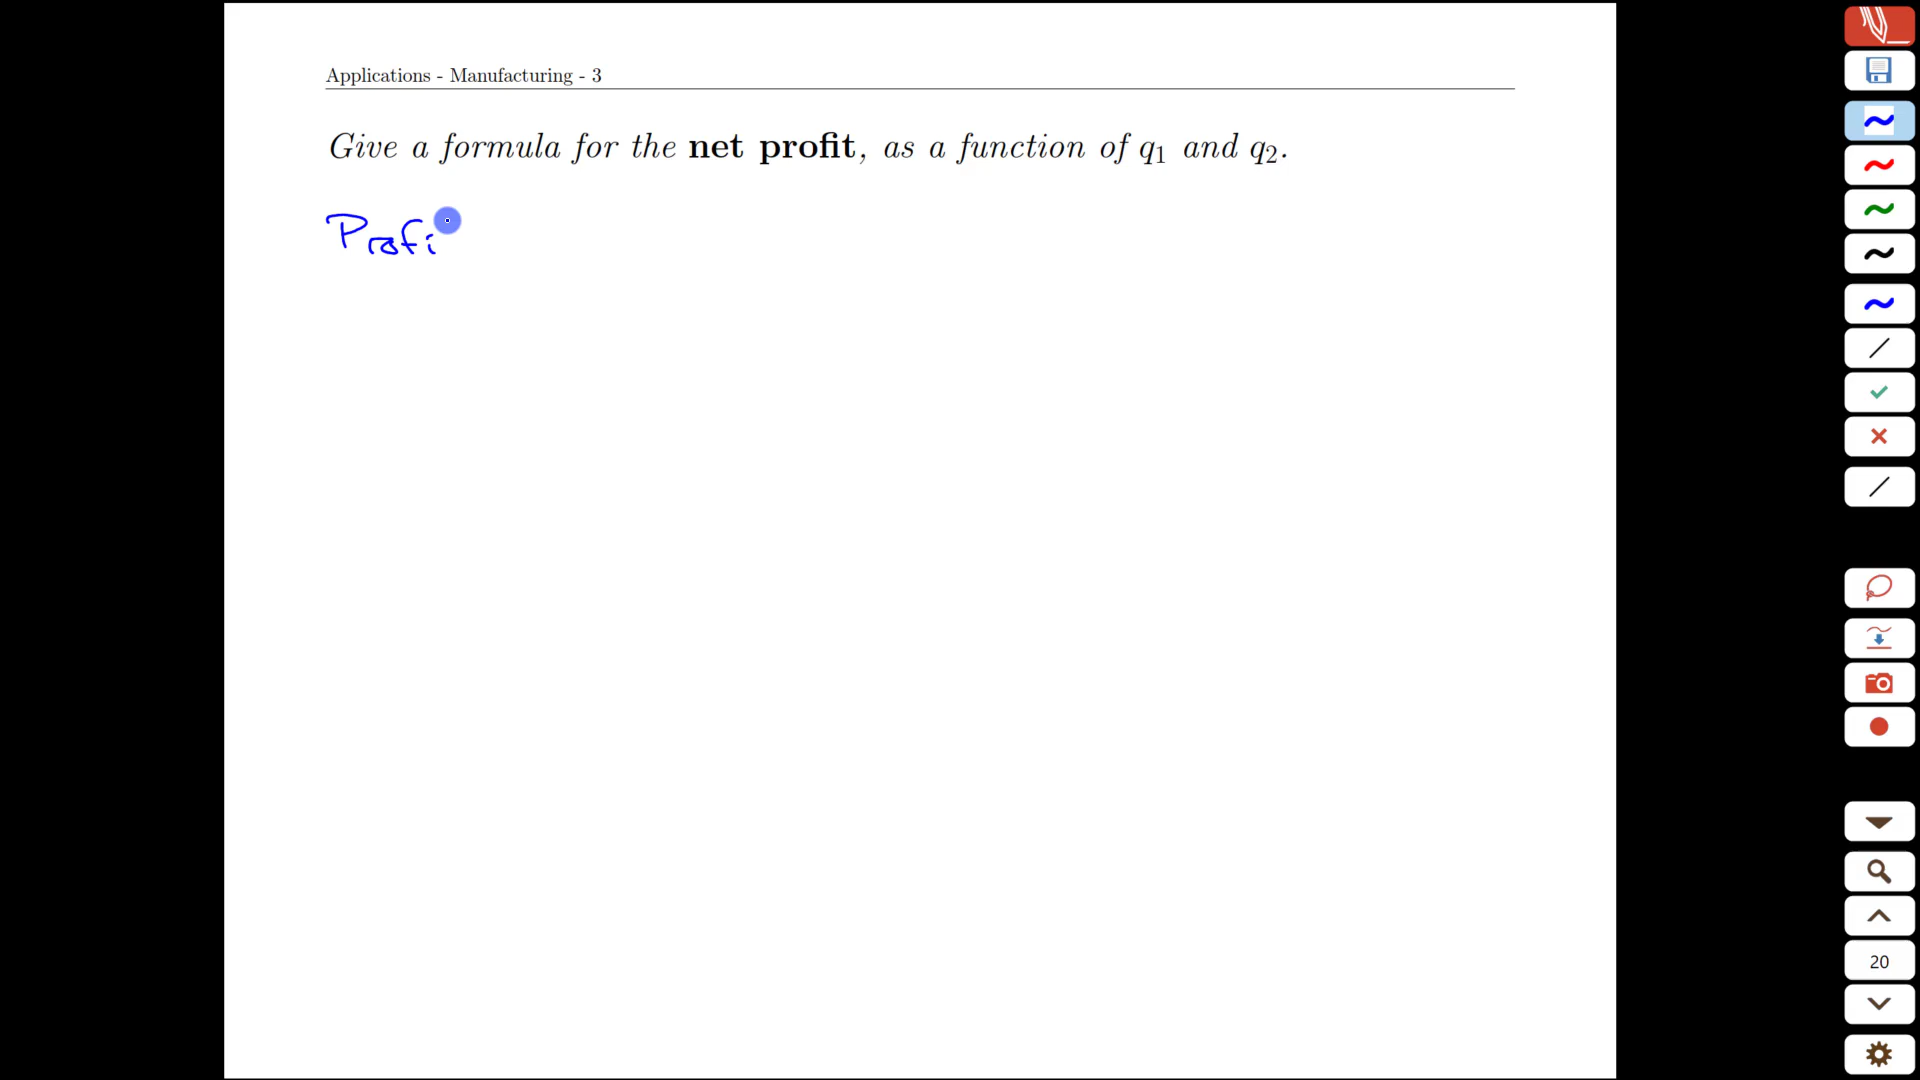 Applications - Manufacturing - 3
Give a formula for the net profit, as a function of q₁ and q₂.
Profi
20